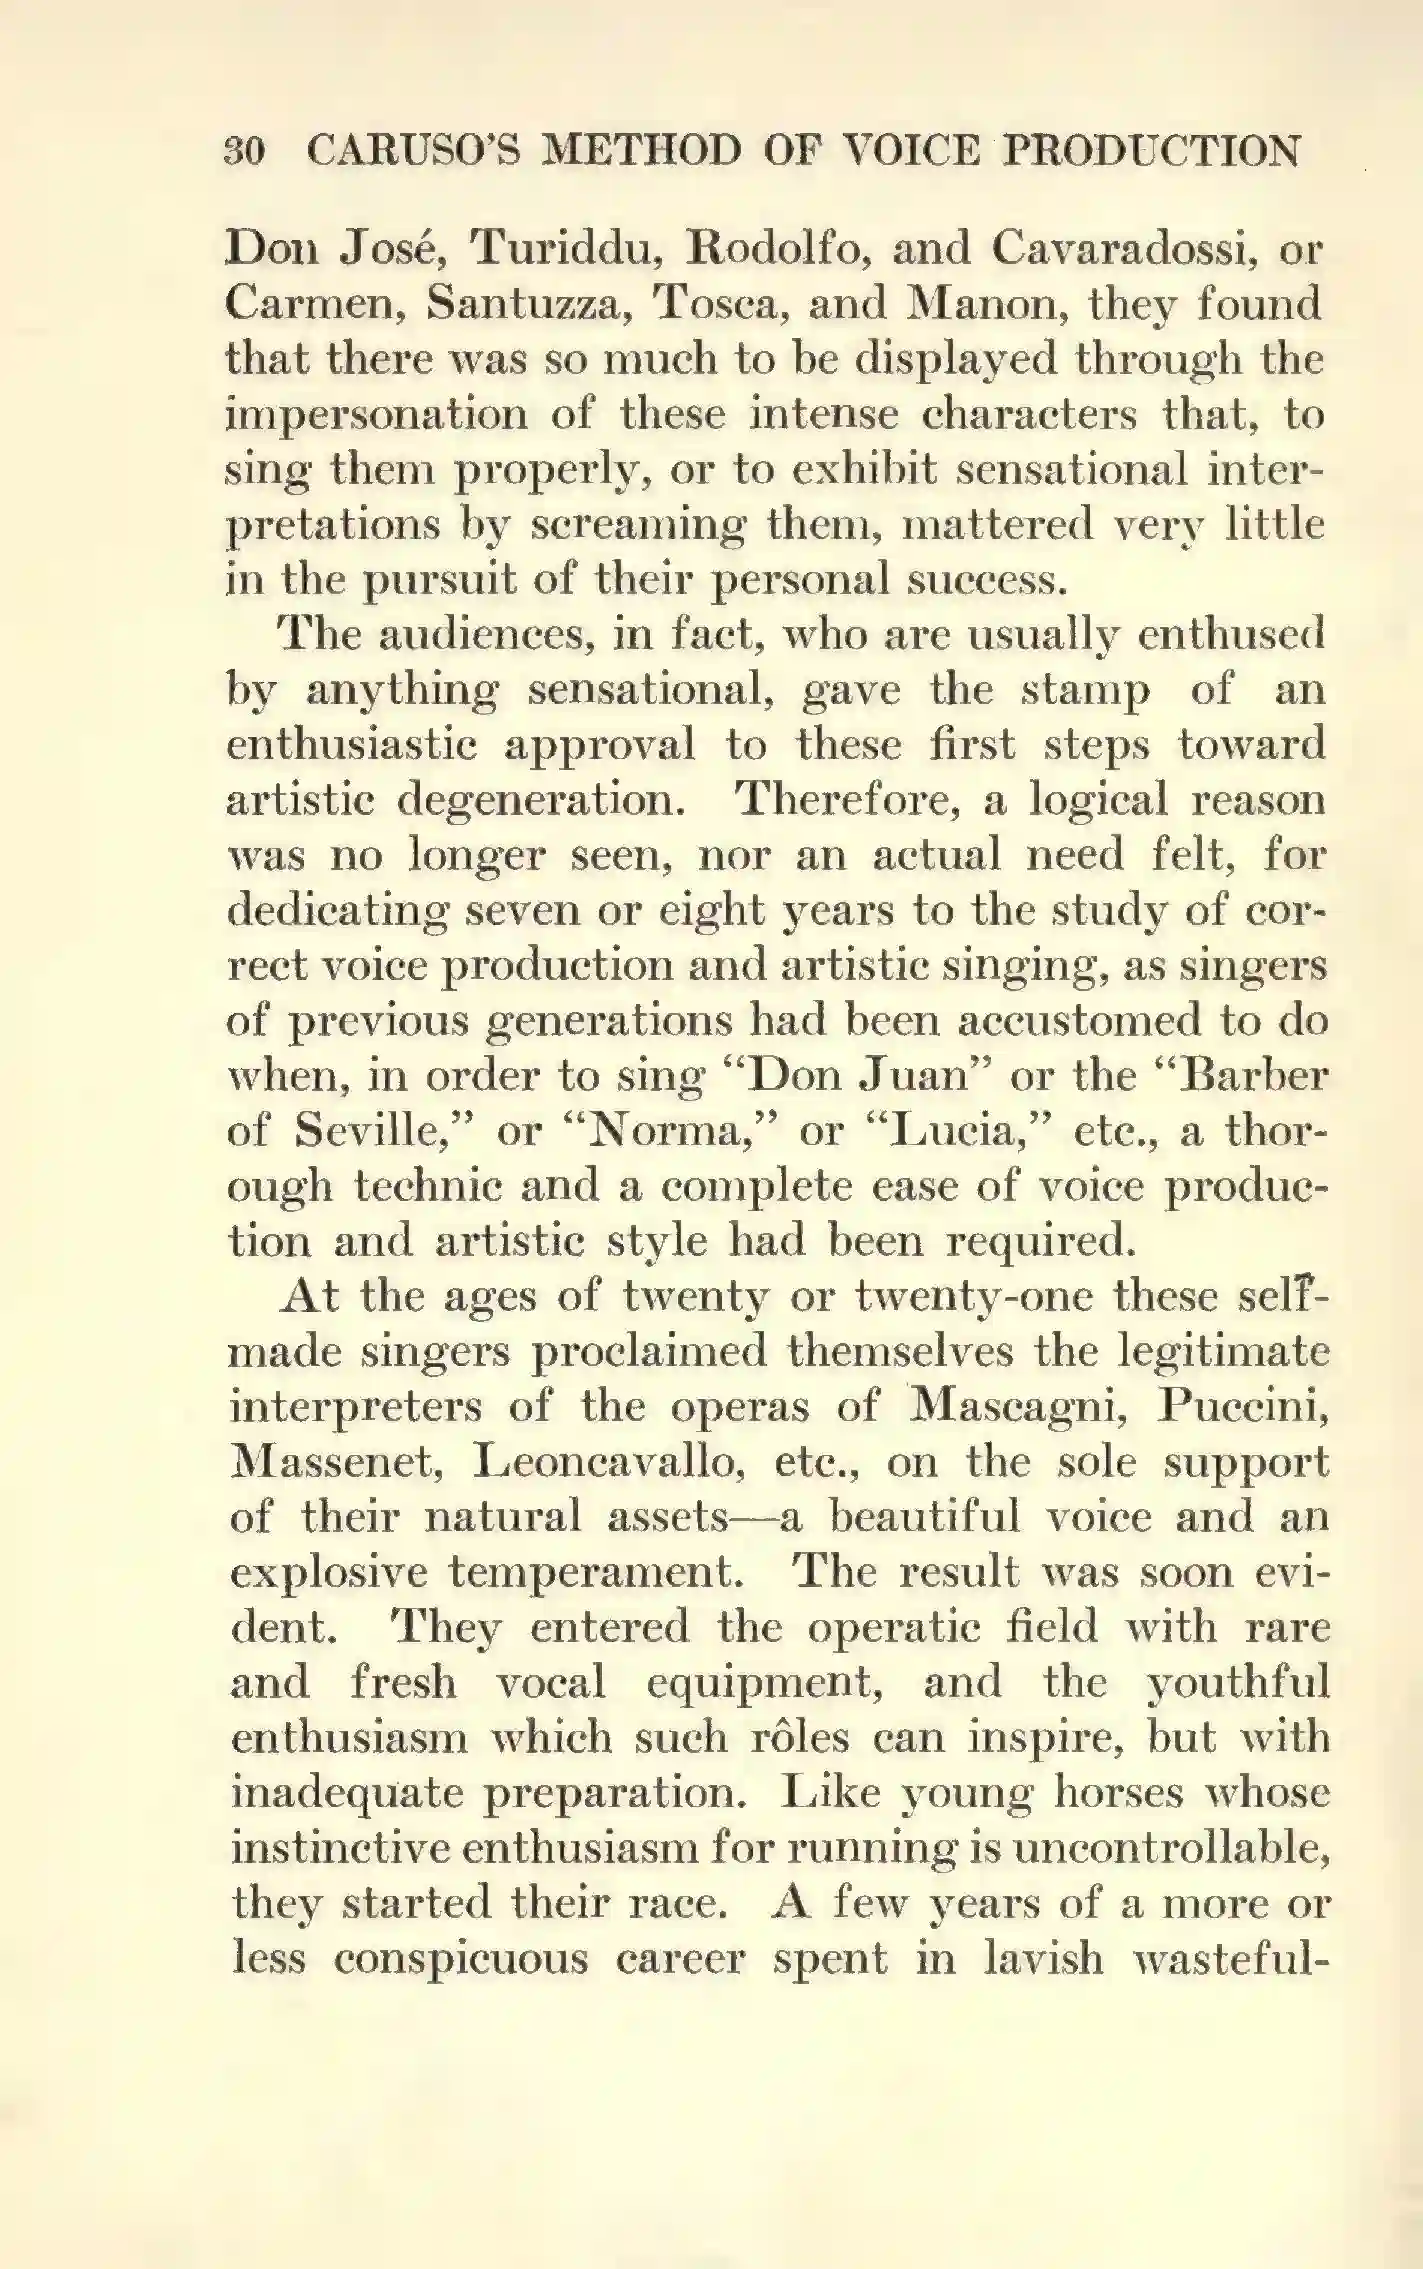 30 CARUSO'S METHOD OF VOICE PRODUCTION
Don José, Turiddu, Rodolfo, and Cavaradossi, or
Carmen, Santuzza, Tosca, and Manon, they found
that there was so much to be displayed through the
impersonation of these intense characters that, to
sing them properly, or to exhibit sensational inter-
pretations by screaming them, mattered very little
in the pursuit of their personal success.
The audiences, in fact, who are usually enthused
by anything sensational, gave the stamp of an
enthusiastic approval to these first steps toward
artistic degeneration. Therefore, a logical reason
was no longer seen, nor an actual need felt, for
dedicating seven or eight years to the study of cor-
rect voice production and artistic singing, as singers
of previous generations had been accustomed to do
when, in order to sing “Don Juan” or the “Barber
of Seville,” or “Norma,” or “Lucia,” etc., a thor-
ough technic and a complete ease of voice produc-
tion and artistic style had been required.
At the ages of twenty or twenty-one these self-
made singers proclaimed themselves the legitimate
interpreters of the operas of Mascagni, Puccini,
Massenet, Leoncavallo, etc., on the sole support
of their natural assets—a beautiful voice and an
explosive temperament. The result was soon evi-
dent. They entered the operatic field with rare
and fresh vocal equipment, and the youthful
enthusiasm which such rôles can inspire, but with
inadequate preparation. Like young horses whose
instinctive enthusiasm for running is uncontrollable,
they started their race. A few years of a more or
less conspicuous career spent in lavish wasteful-